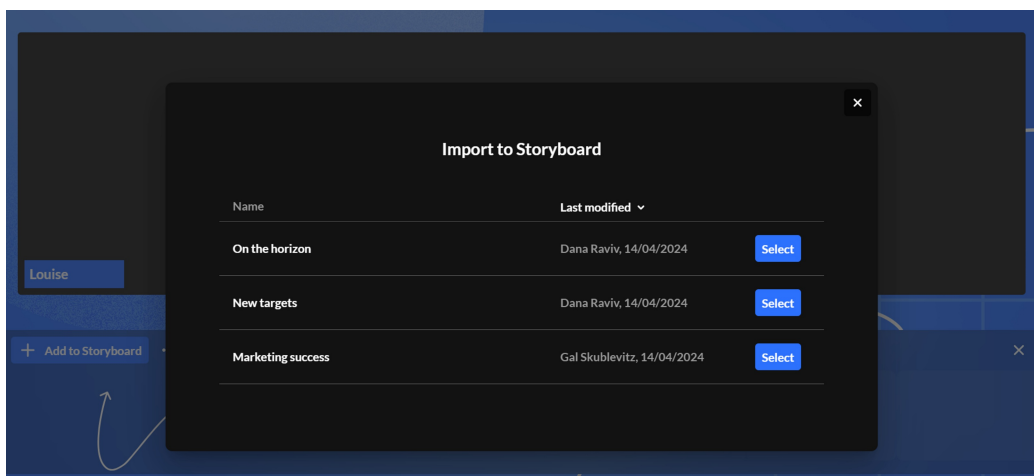 Import to Storyboard
Name Last modified
On the horizon Dana Raviv, 14/04/2024 Select
New targets Dana Raviv, 14/04/2024 Select
Marketing success Gal Skublevitz, 14/04/2024 Select
Louise
+ Add to Storyboard